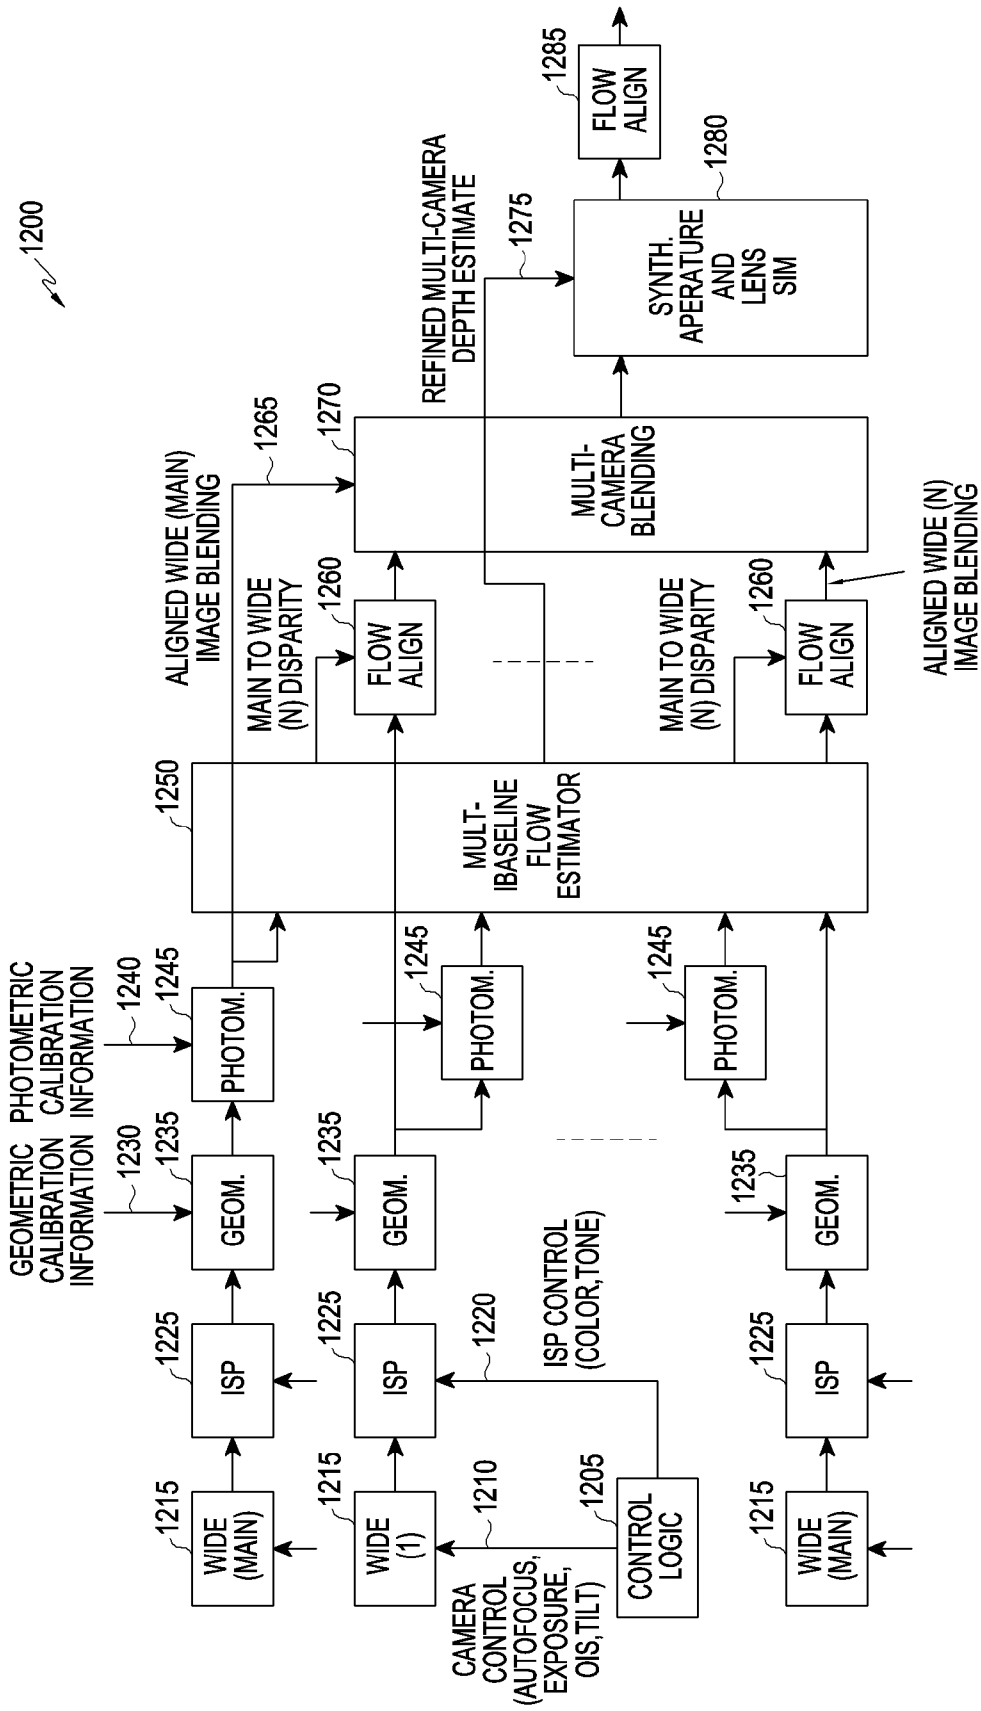 1200
GEOMETRIC
CALIBRATION
INFORMATION
1230
PHOTOMETRIC
CALIBRATION
INFORMATION
1240
1215
WIDE
(MAIN)
1225
ISP
1235
GEOM.
1245
PHOTOM.
1250
MULT-
IBASELINE
FLOW
ESTIMATOR
ALIGNED WIDE (MAIN)
IMAGE BLENDING
1265
1215
WIDE
(1)
1225
ISP
1235
GEOM.
1245
PHOTOM.
MAIN TO WIDE
(N) DISPARITY
1260
FLOW
ALIGN
1270
MULTI-
CAMERA
BLENDING
REFINED MULTI-CAMERA
DEPTH ESTIMATE
1275
SYNTH.
APERATURE
AND
LENS
SIM
1280
1285
FLOW
ALIGN
CAMERA
CONTROL
(AUTOFOCUS,
EXPOSURE,
OIS,TILT)
1210
1205
CONTROL
LOGIC
1220
ISP CONTROL
(COLOR,TONE)
1245
PHOTOM.
MAIN TO WIDE
(N) DISPARITY
1260
FLOW
ALIGN
1215
WIDE
(MAIN)
1225
ISP
1235
GEOM.
ALIGNED WIDE (N)
IMAGE BLENDING